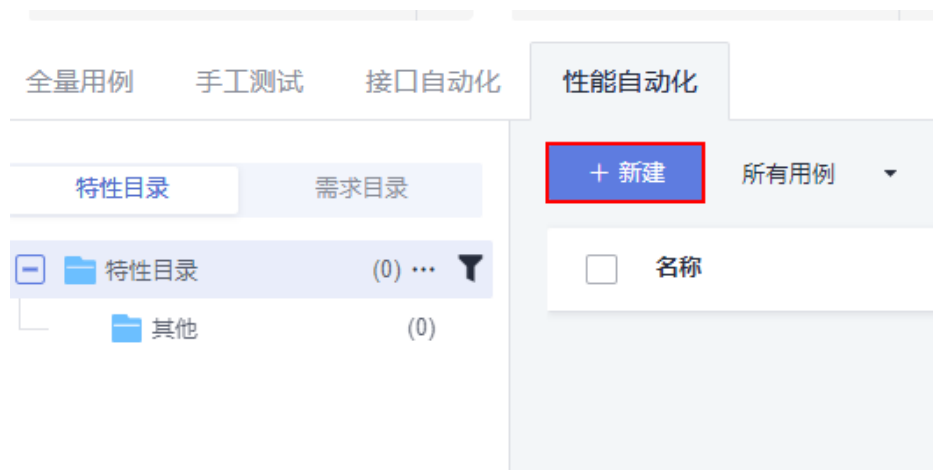 全量用例 手工测试 接口自动化 性能自动化
特性目录 需求目录
+ 新建 所有用例
特性目录 (0) ...
名称
其他 (0)